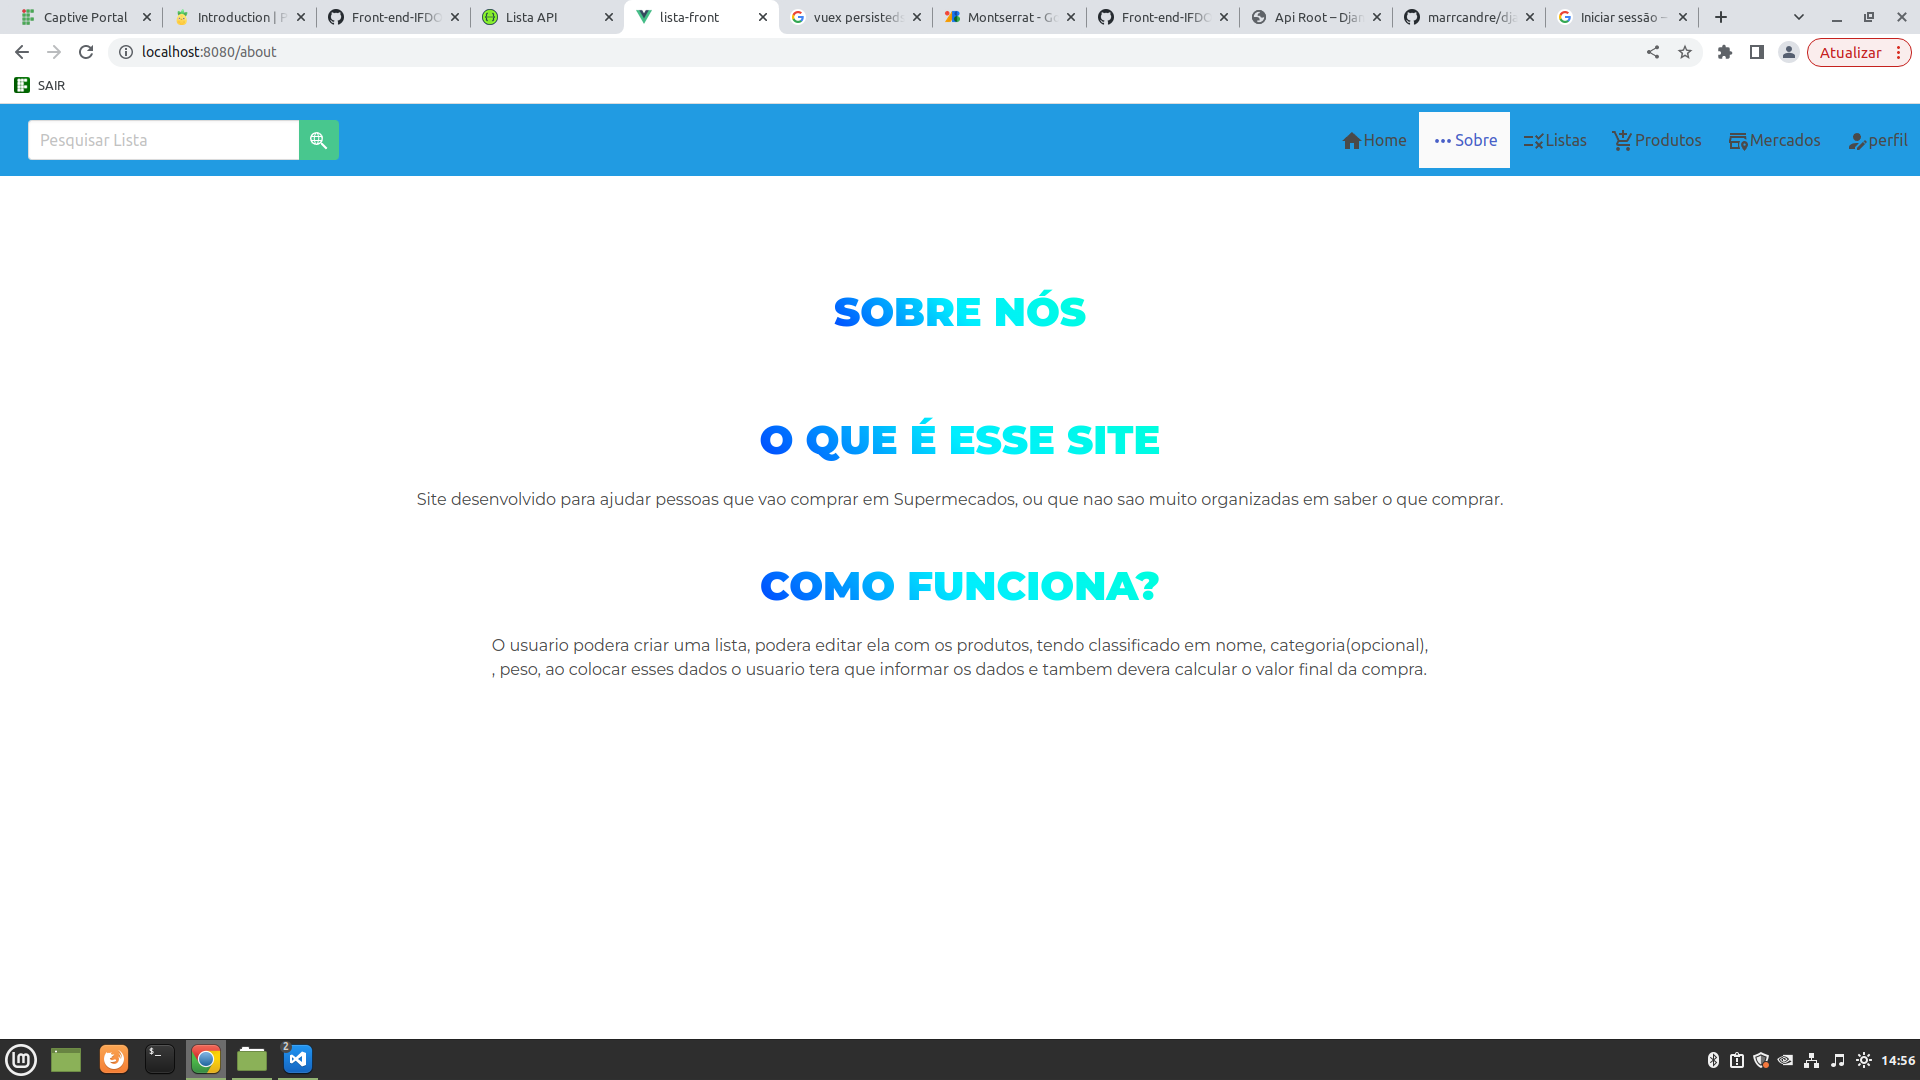 Captive Portal
Introduction | P
Front-end-IFDO
Lista API
lista-front
vuex persisteds
Montserrat - Go
Front-end-IFDO
Api Root – Djan
marrcandre/dja
Iniciar sessão –
localhost:8080/about
Atualizar
SAIR
Pesquisar Lista
Home
Sobre
Listas
Produtos
Mercados
perfil
SOBRE NÓS
O QUE É ESSE SITE
Site desenvolvido para ajudar pessoas que vao comprar em Supermecados, ou que nao sao muito organizadas em saber o que comprar.
COMO FUNCIONA?
O usuario podera criar uma lista, podera editar ela com os produtos, tendo classificado em nome, categoria(opcional),
, peso, ao colocar esses dados o usuario tera que informar os dados e tambem devera calcular o valor final da compra.
2
14:56